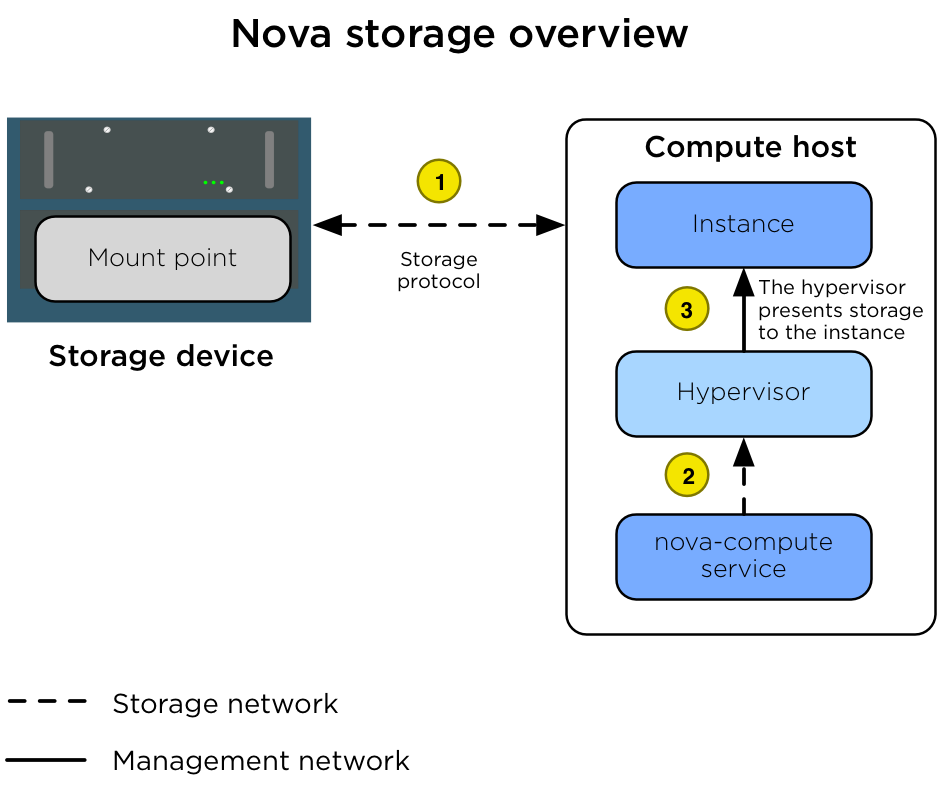 Nova storage overview
Compute host
1
Instance
Mount point
Storage
protocol
3
The hypervisor
presents storage
to the instance
Storage device
Hypervisor
2
nova-compute
service
Storage network
Management network